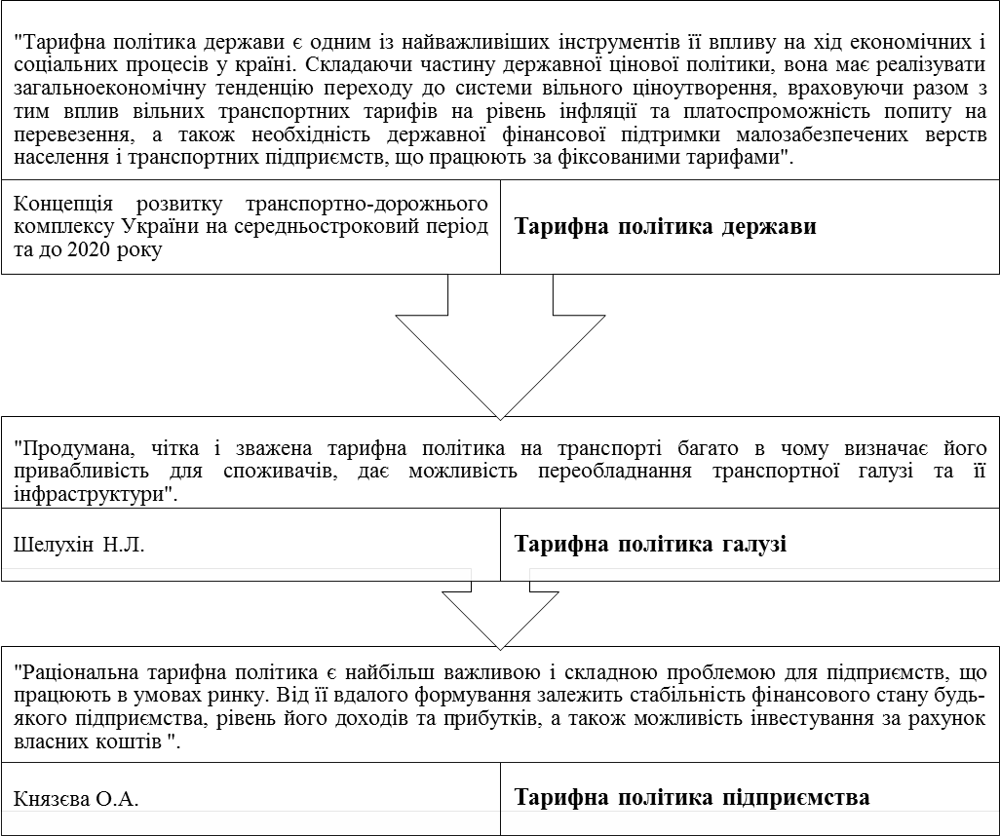 "Тарифна політика держави є одним із найважливіших інструментів її впливу на хід економічних і
соціальних процесів у країні. Складаючи частину державної цінової політики, вона має реалізувати
загальноекономічну тенденцію переходу до системи вільного ціноутворення, враховуючи разом з
тим вплив вільних транспортних тарифів на рівень інфляції та платоспроможність попиту на
перевезення, а також необхідність державної фінансової підтримки малозабезпечених верств
населення і транспортних підприємств, що працюють за фіксованими тарифами".
Концепція розвитку транспортно-дорожнього
комплексу України на середньостроковий період
та до 2020 року
Тарифна політика держави
"Продумана, чітка і зважена тарифна політика на транспорті багато в чому визначає його
привабливість для споживачів, дає можливість переобладнання транспортної галузі та її
інфраструктури".
Шелухін Н.Л.
Тарифна політика галузі
"Раціональна тарифна політика є найбільш важливою і складною проблемою для підприємств, що
працюють в умовах ринку. Від її вдалого формування залежить стабільність фінансового стану будь-
якого підприємства, рівень його доходів та прибутків, а також можливість інвестування за рахунок
власних коштів ".
Князєва О.А.
Тарифна політика підприємства